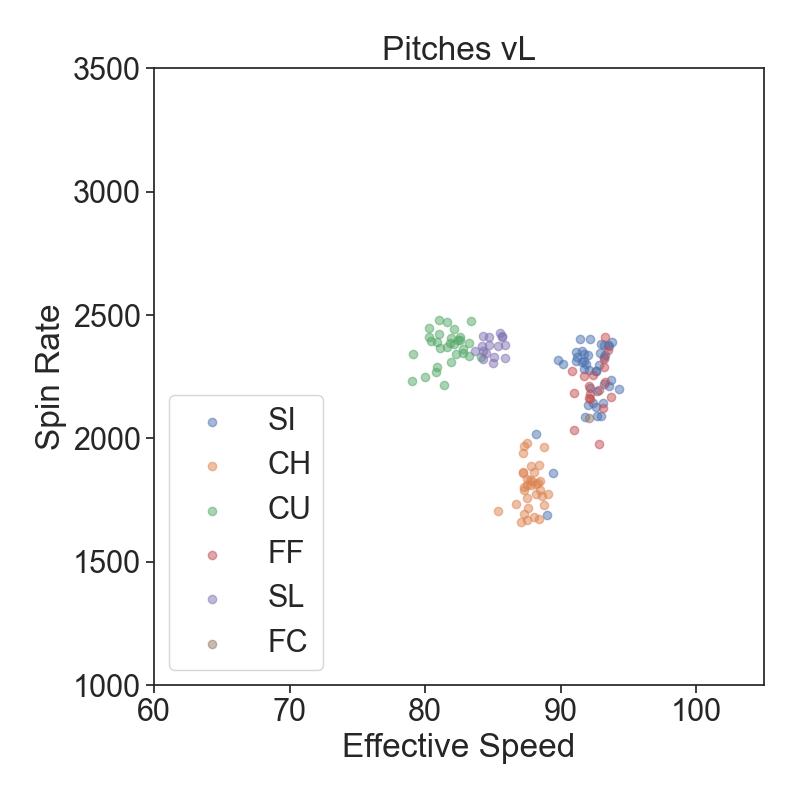 Pitches vL
3500
3000
2500
2000
1500
1000
Spin Rate
SI
CH
CU
FF
SL
FC
60 70 80 90 100
Effective Speed